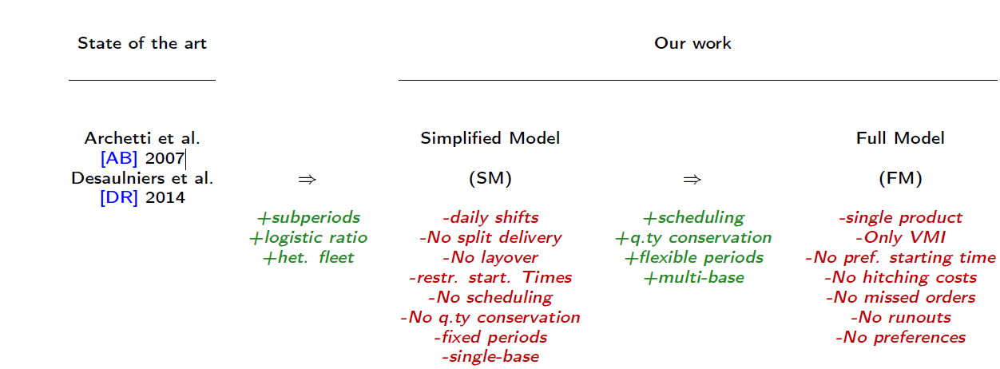 State of the art
Our work
Archetti et al.
[AB] 2007
Desaulniers et al.
[DR] 2014
⇒
+subperiods
+logistic ratio
+het. fleet
Simplified Model
(SM)
-daily shifts
-No split delivery
-No layover
-restr. start. Times
-No scheduling
-No q.ty conservation
-fixed periods
-single-base
⇒
+scheduling
+q.ty conservation
+flexible periods
+multi-base
Full Model
(FM)
-single product
-Only VMI
-No pref. starting time
-No hitching costs
-No missed orders
-No runouts
-No preferences